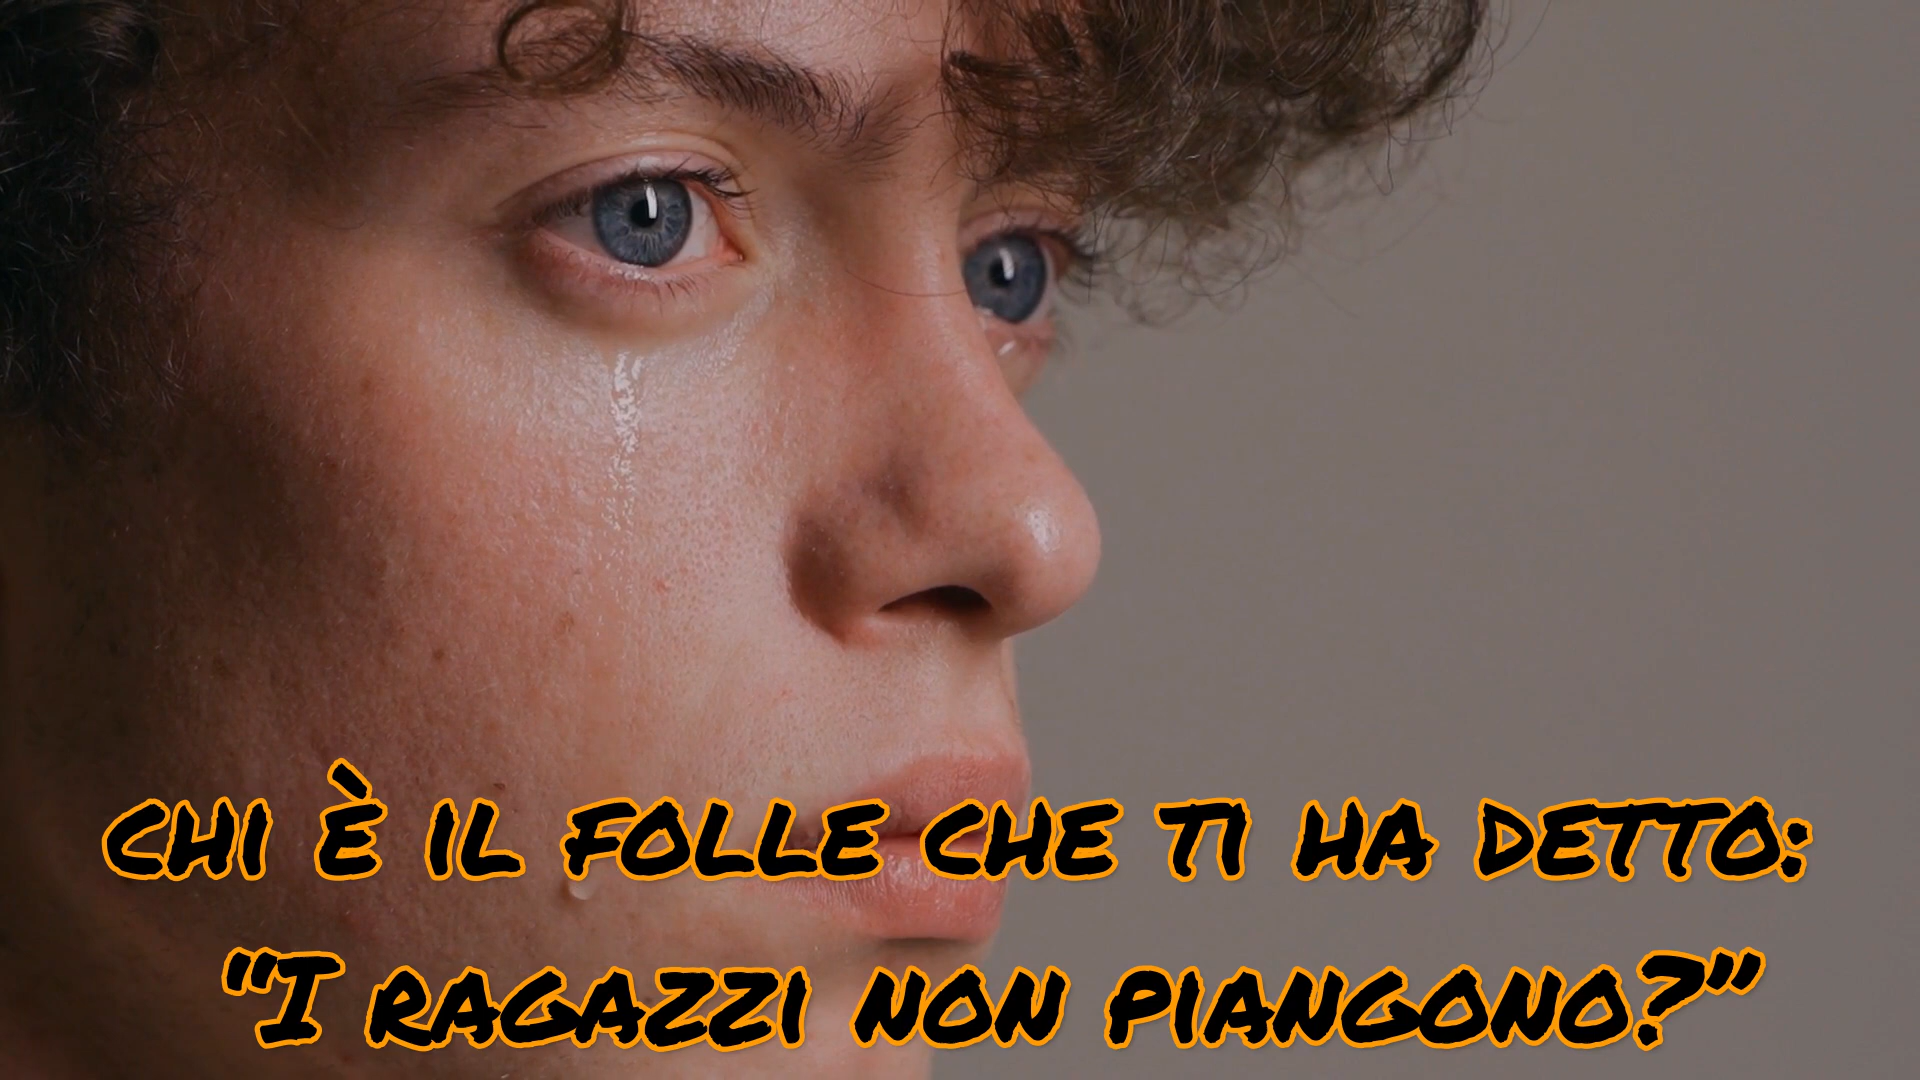 CHI È IL FOLLE CHE TI HA DETTO:
“I RAGAZZI NON PIANGONO?”